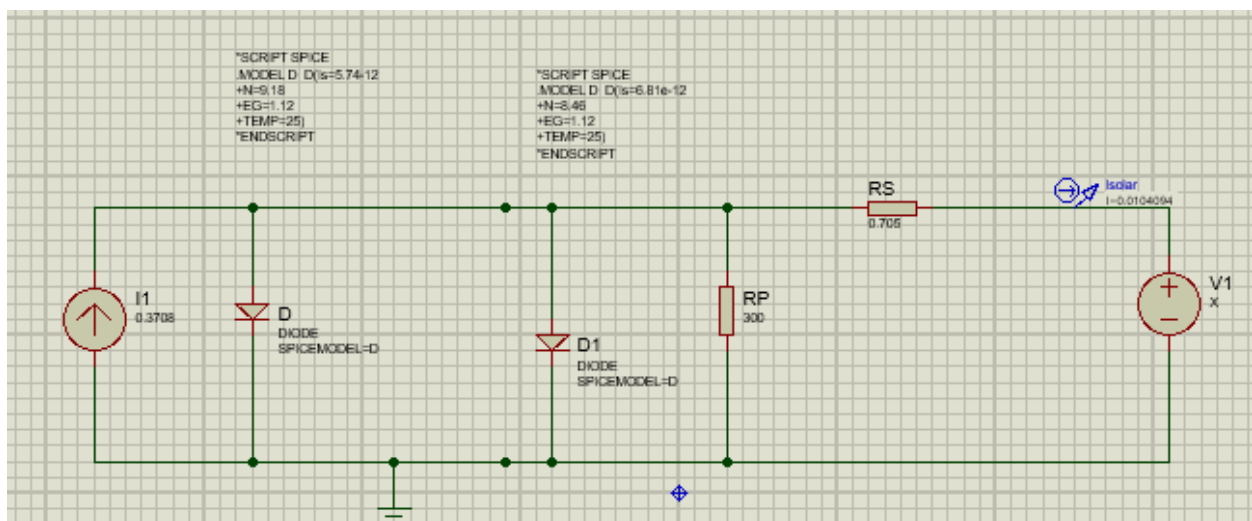 *SCRIPT SPICE
.MODEL D D(Is=5.74-12
+N=9.18
+EG=1.12
+TEMP=25)
*ENDSCRIPT
*SCRIPT SPICE
.MODEL D D(Is=6.81e-12
+N=8.46
+EG=1.12
+TEMP=25)
*ENDSCRIPT
RS
0.705
Isolar
I=0.0104094
I1
0.3708
D
DIODE
SPICEMODEL=D
D1
DIODE
SPICEMODEL=D
RP
300
V1
x